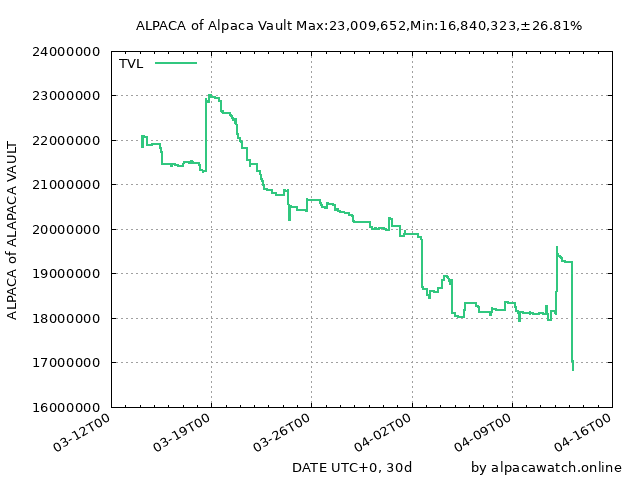 ALPACA of Alpaca Vault Max:23,009,652,Min:16,840,323,±26.81%
TVL
24000000
23000000
22000000
21000000
20000000
19000000
18000000
17000000
16000000
ALPACA of ALAPACA VAULT
03-12T00
03-19T00
03-26T00
04-02T00
04-09T00
04-16T00
DATE UTC+0, 30d
by alpacawatch.online